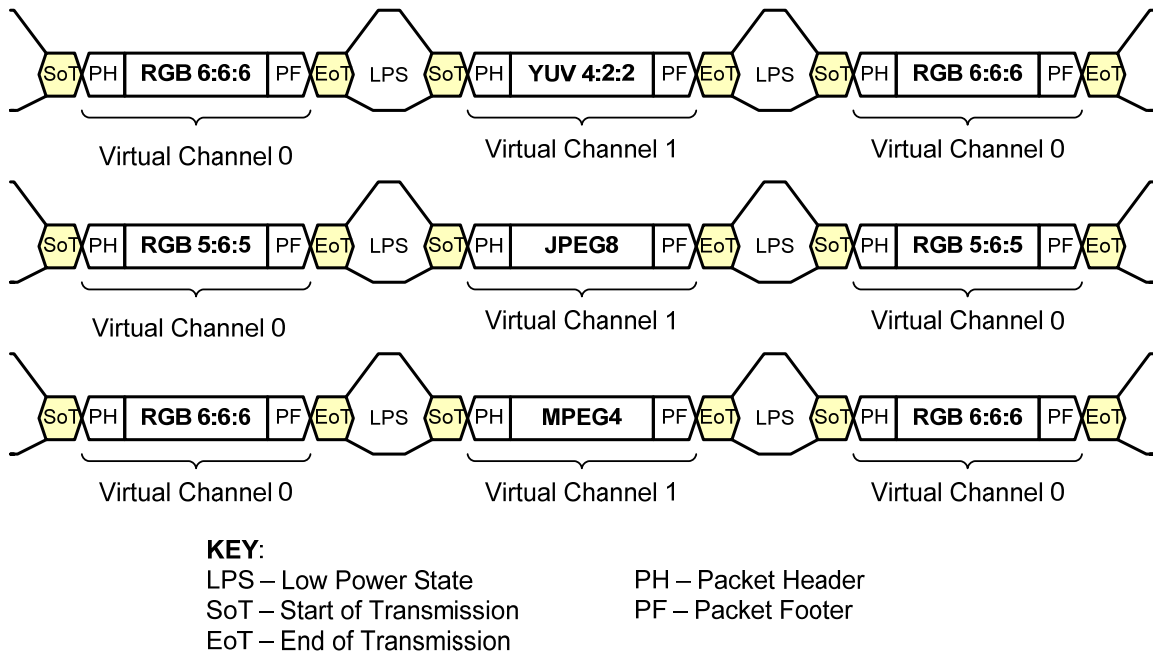 SoT PH RGB 6:6:6 PF EoT LPS SoT PH YUV 4:2:2 PF EoT LPS SoT PH RGB 6:6:6 PF EoT
Virtual Channel 0 Virtual Channel 1 Virtual Channel 0
SoT PH RGB 5:6:5 PF EoT LPS SoT PH JPEG8 PF EoT LPS SoT PH RGB 5:6:5 PF EoT
Virtual Channel 0 Virtual Channel 1 Virtual Channel 0
SoT PH RGB 6:6:6 PF EoT LPS SoT PH MPEG4 PF EoT LPS SoT PH RGB 6:6:6 PF EoT
Virtual Channel 0 Virtual Channel 1 Virtual Channel 0
KEY:
LPS – Low Power State PH – Packet Header
SoT – Start of Transmission PF – Packet Footer
EoT – End of Transmission